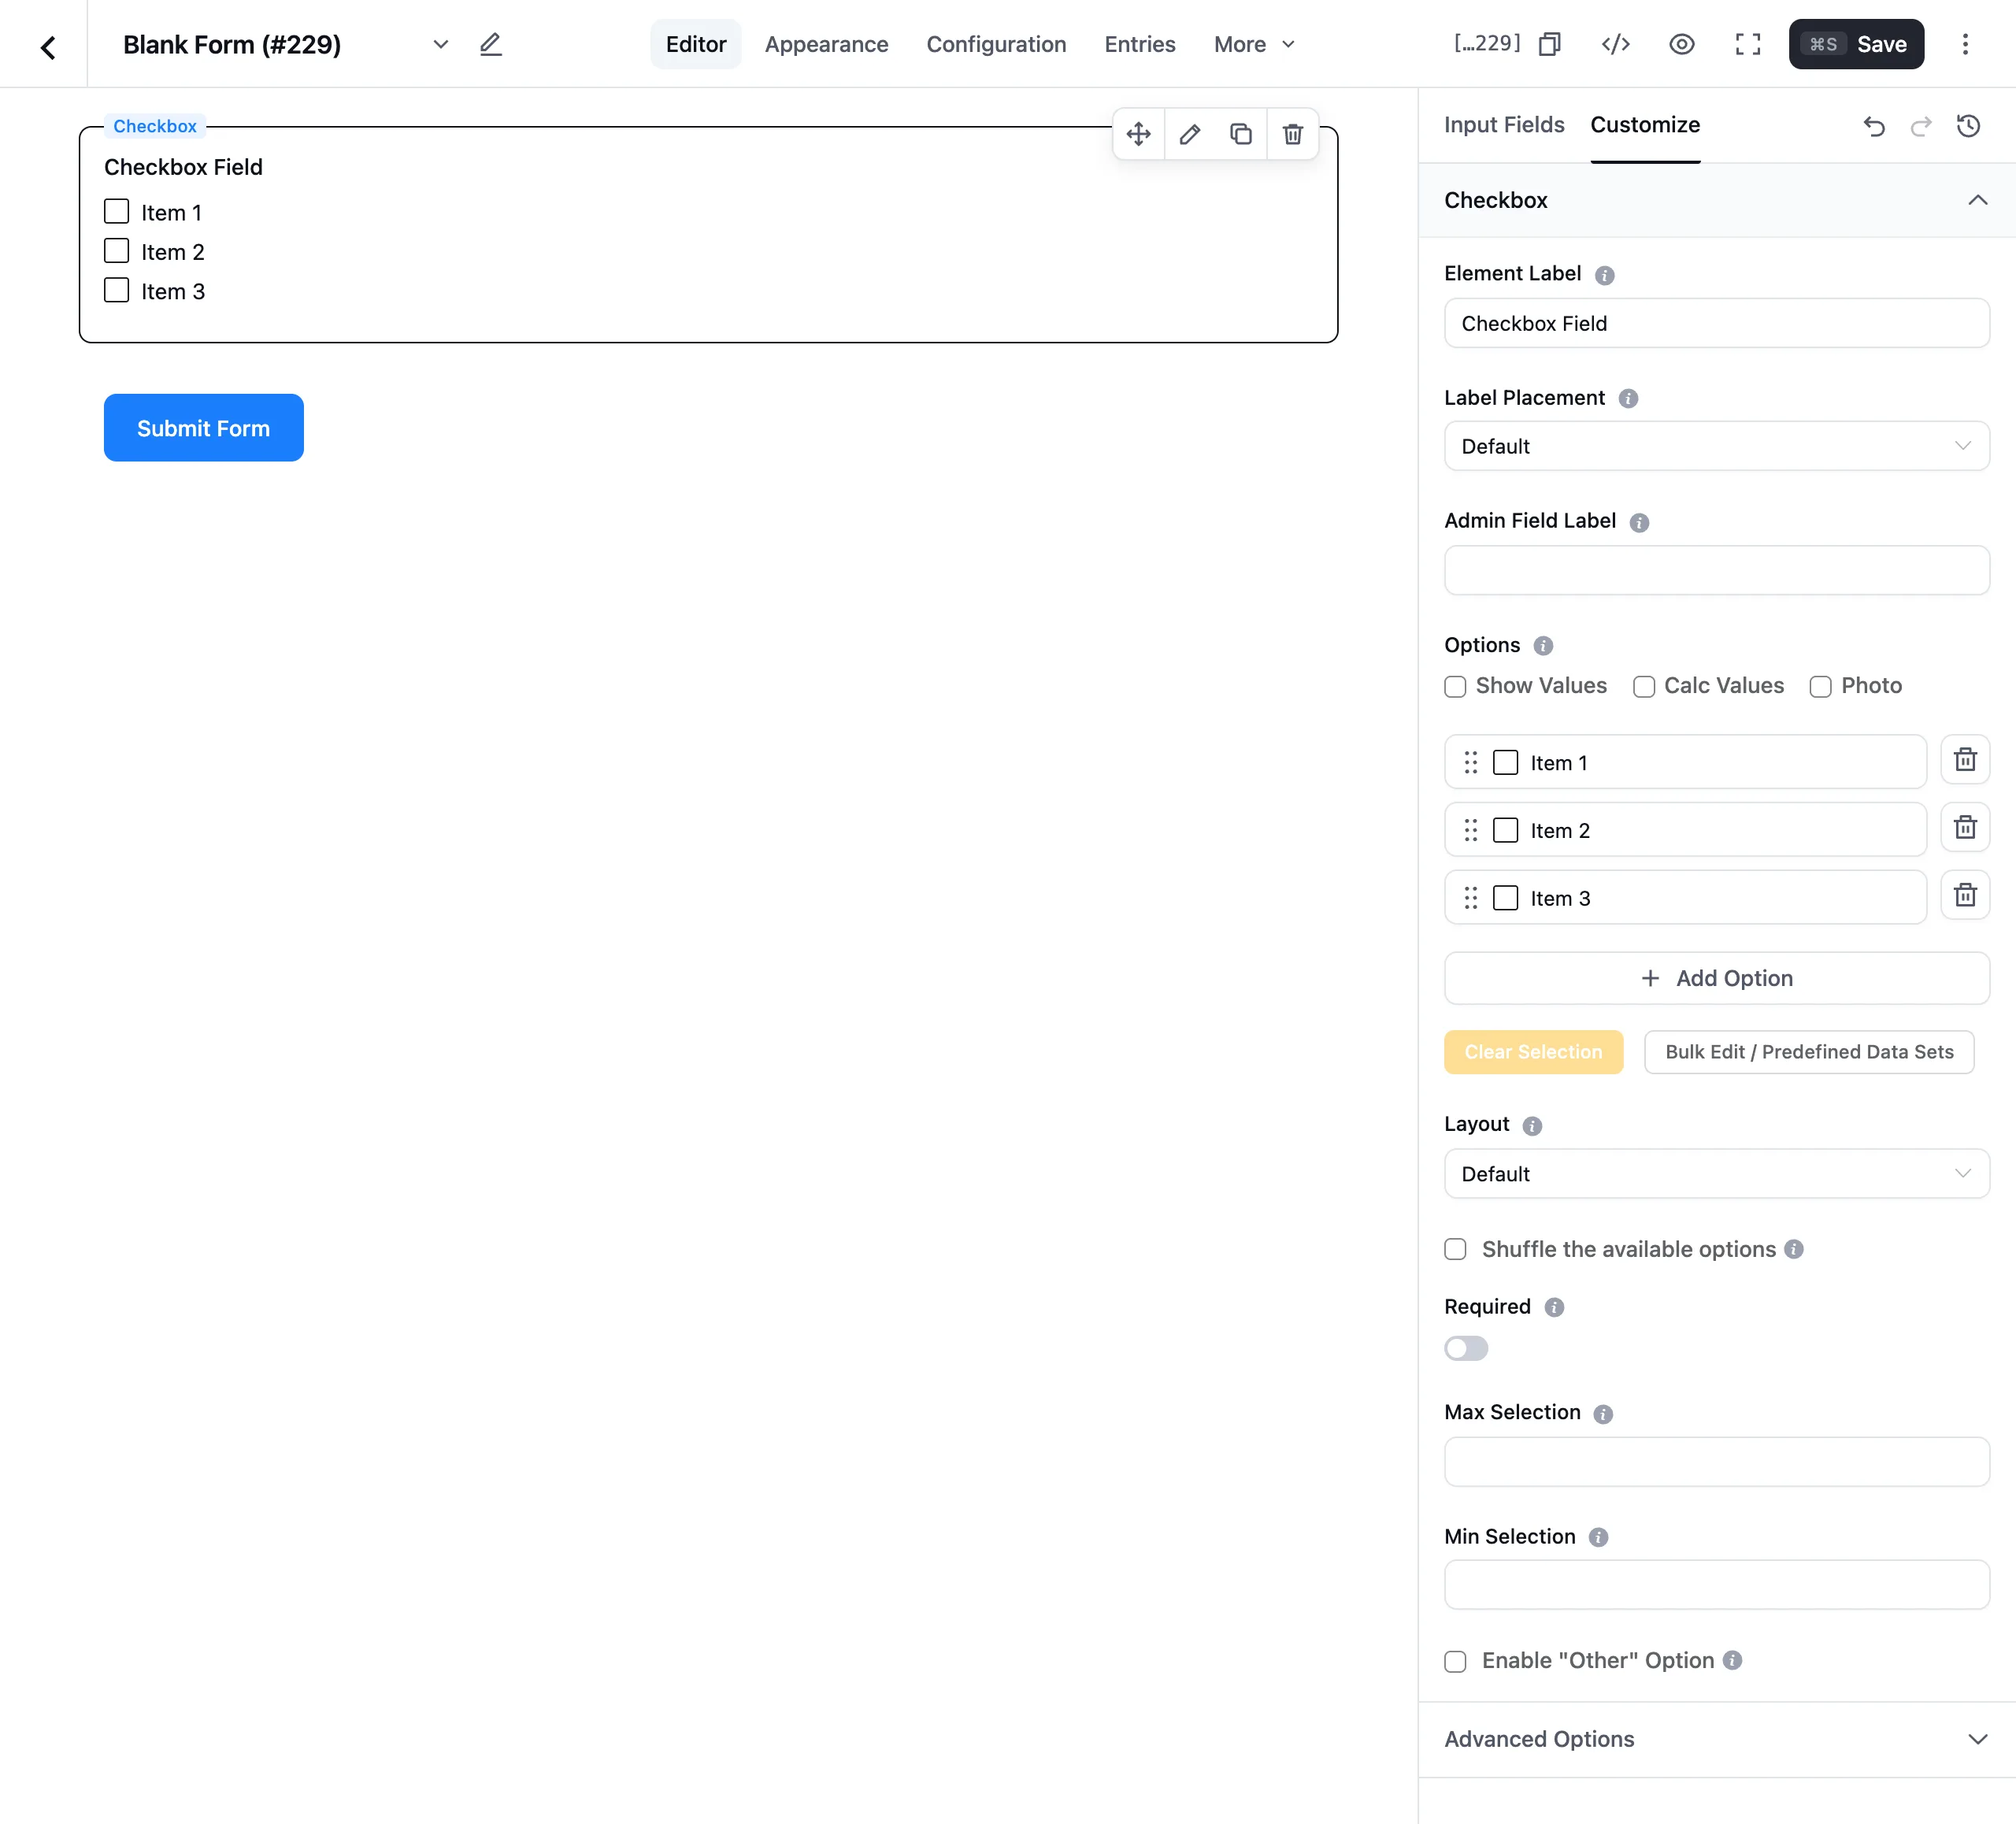 Blank Form (#229)
Editor
Appearance
Configuration
Entries
More
[…229]
⌘S Save
Checkbox
Checkbox Field
Item 1
Item 2
Item 3
Submit Form
Input Fields
Customize
Checkbox
Element Label
Checkbox Field
Label Placement
Default
Admin Field Label
Options
Show Values
Calc Values
Photo
Item 1
Item 2
Item 3
Add Option
Clear Selection
Bulk Edit / Predefined Data Sets
Layout
Default
Shuffle the available options
Required
Max Selection
Min Selection
Enable "Other" Option
Advanced Options